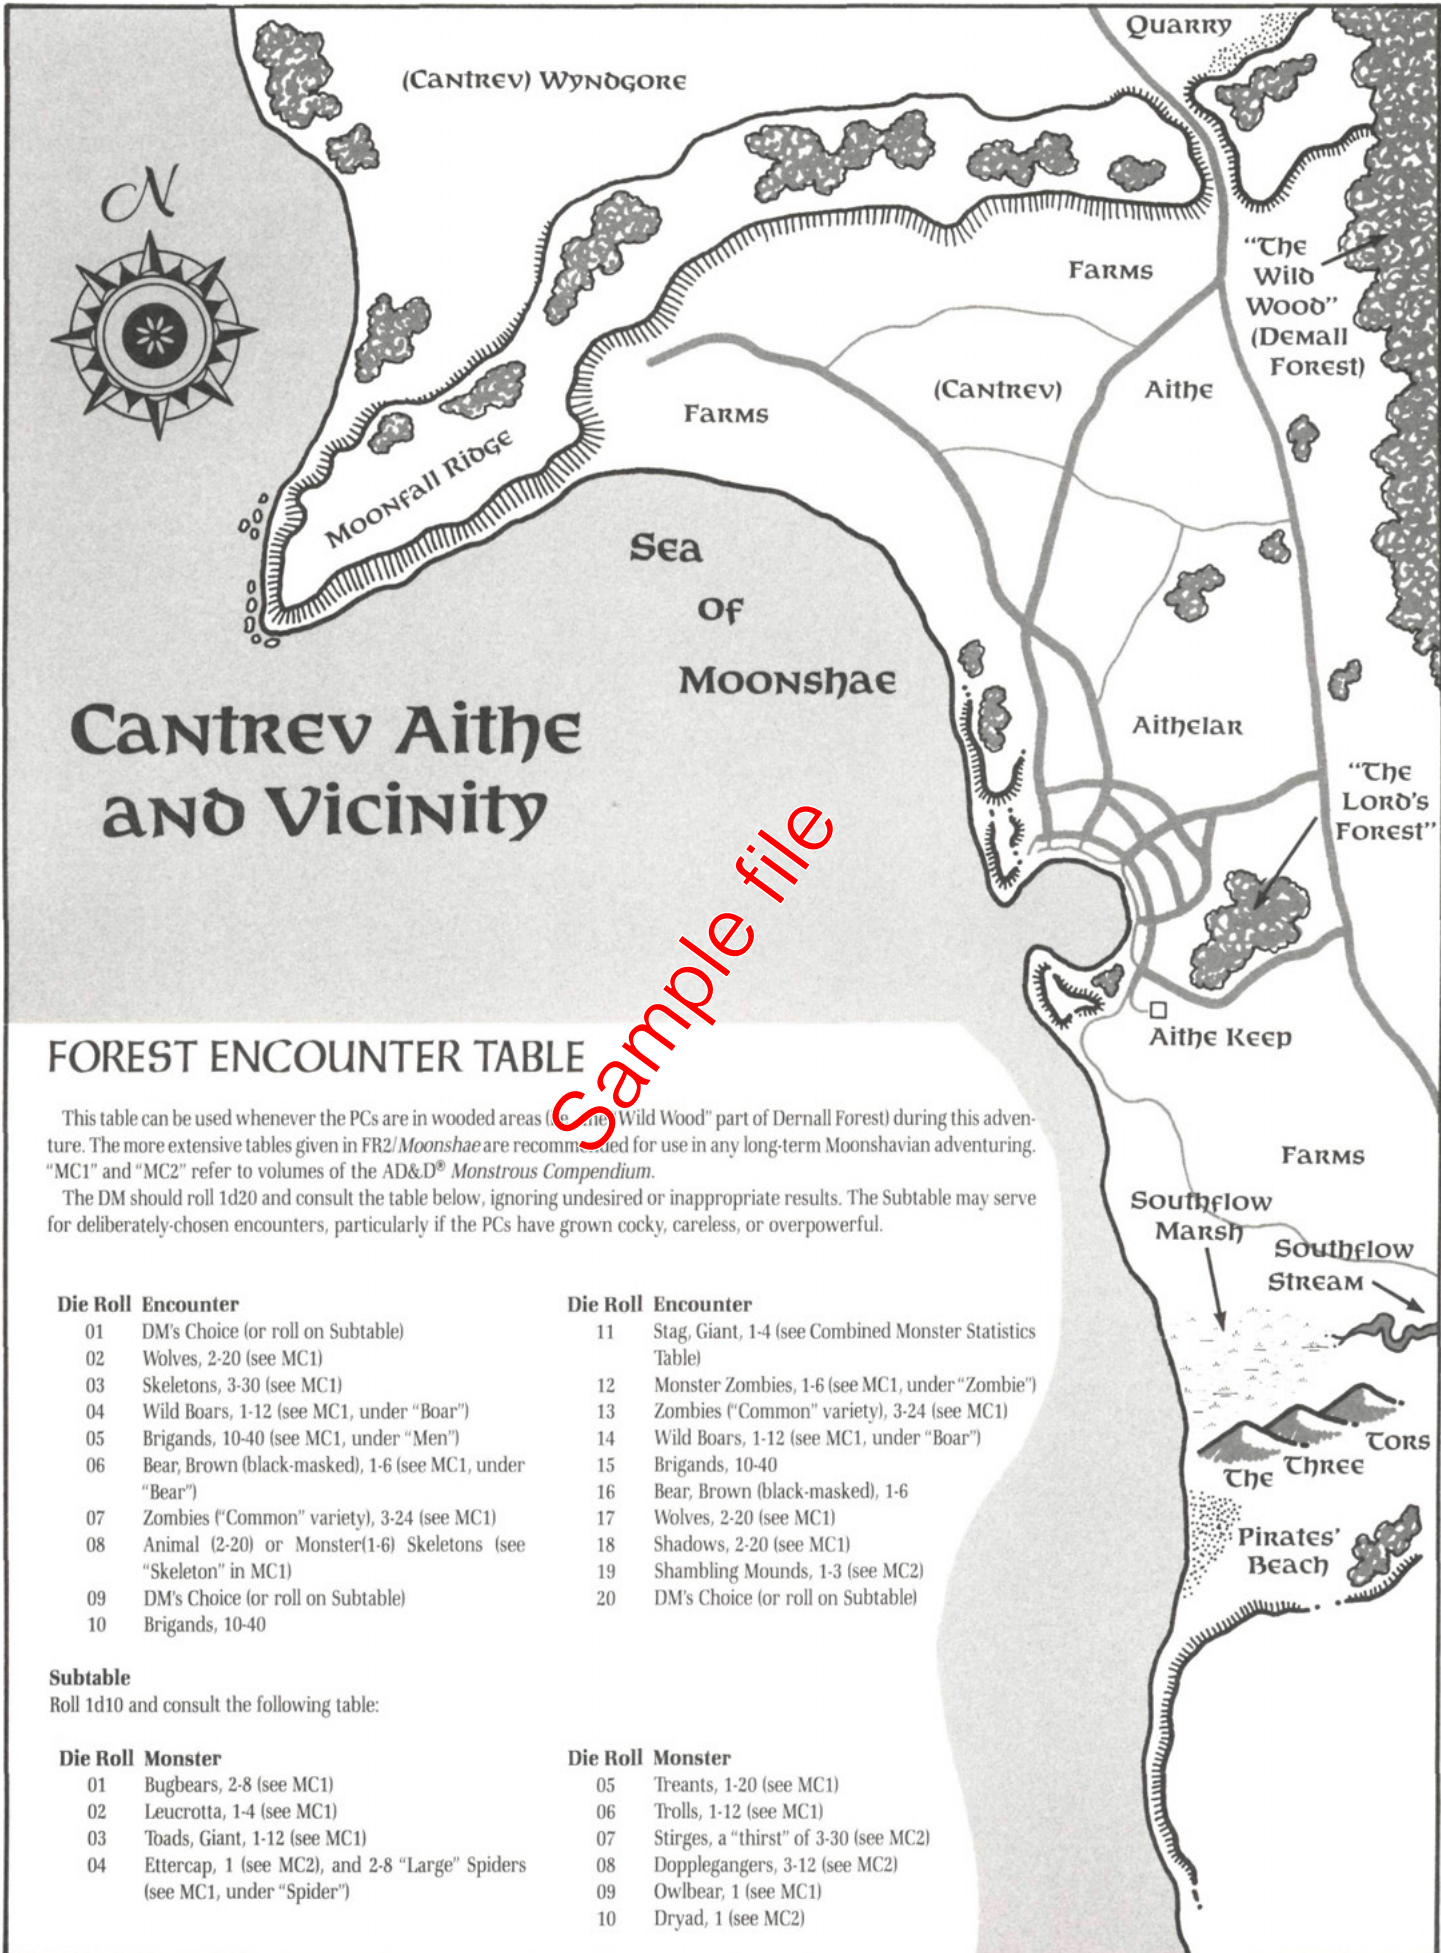 Quarry
(Cantrev) Wyndgore
N
"The
Wild
Wood"
(Demall
Forest)
Farms
(Cantrev) Aithe
Farms
Moonfall Ridge
Sea
of
Moonshae
Cantrev Aithe
and Vicinity
Aithelar
"The
Lord's
Forest"
Aithe Keep
Sample file
FOREST ENCOUNTER TABLE
This table can be used whenever the PCs are in wooded areas "Wild Wood" part of Dernall Forest) during this adven-
ture. The more extensive tables given in FR2/Moonshae are recommended for use in any long-term Moonshavian adventuring.
"MC1" and "MC2" refer to volumes of the AD&D® Monstrous Compendium.
The DM should roll 1d20 and consult the table below, ignoring undesired or inappropriate results. The Subtable may serve
for deliberately-chosen encounters, particularly if the PCs have grown cocky, careless, or overpowerful.
Farms
Southflow
Marsh
Southflow
Stream
The Three Tors
Pirates'
Beach
Die Roll Encounter
01 DM's Choice (or roll on Subtable)
02 Wolves, 2-20 (see MC1)
03 Skeletons, 3-30 (see MC1)
04 Wild Boars, 1-12 (see MC1, under "Boar")
05 Brigands, 10-40 (see MC1, under "Men")
06 Bear, Brown (black-masked), 1-6 (see MC1, under
"Bear")
07 Zombies ("Common" variety), 3-24 (see MC1)
08 Animal (2-20) or Monster(1-6) Skeletons (see
"Skeleton" in MC1)
09 DM's Choice (or roll on Subtable)
10 Brigands, 10-40
Die Roll Encounter
11 Stag, Giant, 1-4 (see Combined Monster Statistics
Table)
12 Monster Zombies, 1-6 (see MC1, under "Zombie")
13 Zombies ("Common" variety), 3-24 (see MC1)
14 Wild Boars, 1-12 (see MC1, under "Boar")
15 Brigands, 10-40
16 Bear, Brown (black-masked), 1-6
17 Wolves, 2-20 (see MC1)
18 Shadows, 2-20 (see MC1)
19 Shambling Mounds, 1-3 (see MC2)
20 DM's Choice (or roll on Subtable)
Subtable
Roll 1d10 and consult the following table:
Die Roll Monster
01 Bugbears, 2-8 (see MC1)
02 Leucrotta, 1-4 (see MC1)
03 Toads, Giant, 1-12 (see MC1)
04 Ettercap, 1 (see MC2), and 2-8 "Large" Spiders
(see MC1, under "Spider")
Die Roll Monster
05 Treants, 1-20 (see MC1)
06 Trolls, 1-12 (see MC1)
07 Stirges, a "thirst" of 3-30 (see MC2)
08 Dopplegangers, 3-12 (see MC2)
09 Owlbear, 1 (see MC1)
10 Dryad, 1 (see MC2)